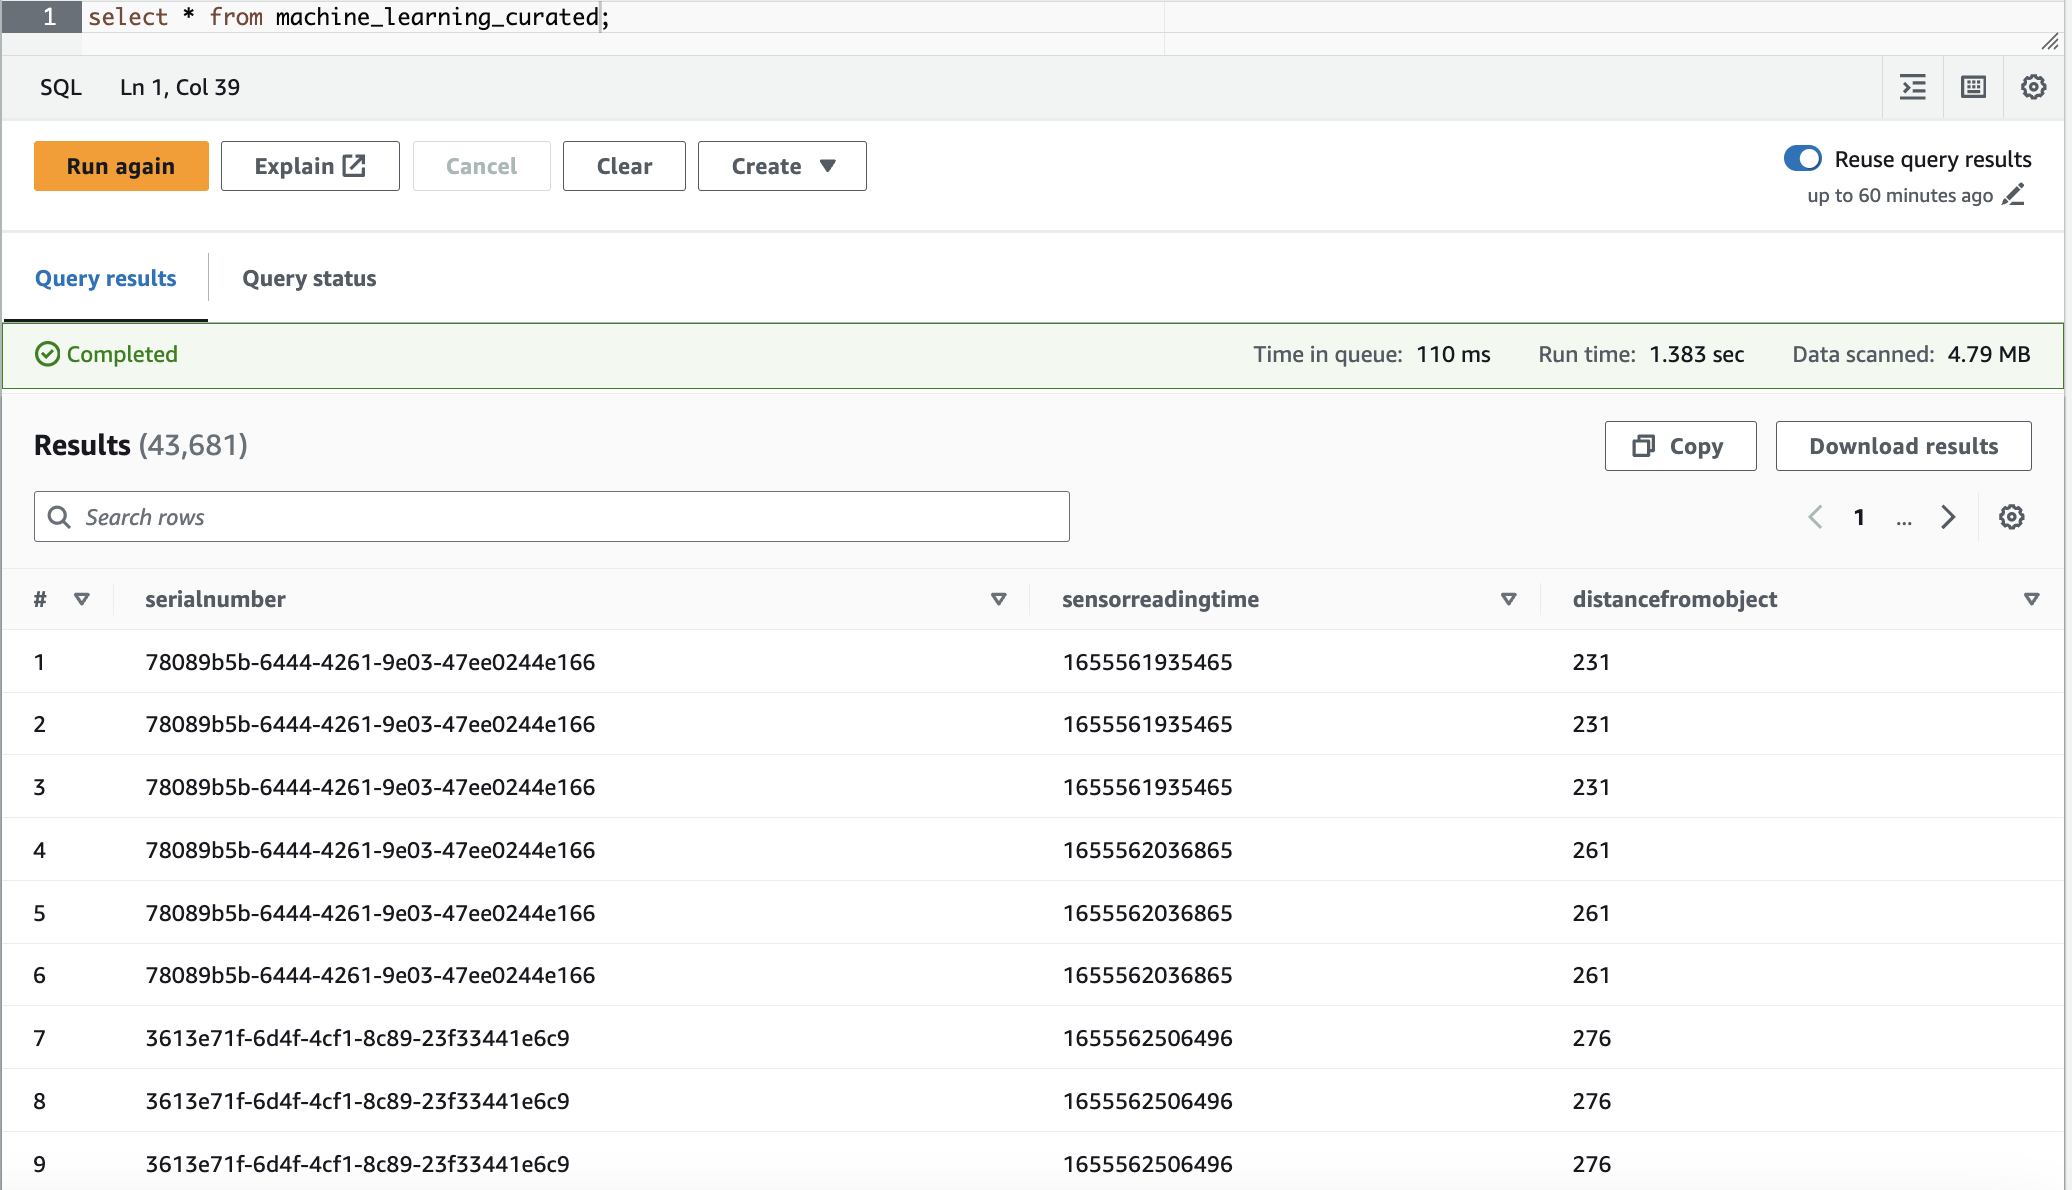 1 select * from machine_learning_curated;
SQL Ln 1, Col 39
Run again Explain Cancel Clear Create Reuse query results
up to 60 minutes ago
Query results Query status
Completed Time in queue: 110 ms Run time: 1.383 sec Data scanned: 4.79 MB
Results (43,681) Copy Download results
Search rows 1 ...
# serialnumber sensorreadingtime distancefromobject
1 78089b5b-6444-4261-9e03-47ee0244e166 1655561935465 231
2 78089b5b-6444-4261-9e03-47ee0244e166 1655561935465 231
3 78089b5b-6444-4261-9e03-47ee0244e166 1655561935465 231
4 78089b5b-6444-4261-9e03-47ee0244e166 1655562036865 261
5 78089b5b-6444-4261-9e03-47ee0244e166 1655562036865 261
6 78089b5b-6444-4261-9e03-47ee0244e166 1655562036865 261
7 3613e71f-6d4f-4cf1-8c89-23f33441e6c9 1655562506496 276
8 3613e71f-6d4f-4cf1-8c89-23f33441e6c9 1655562506496 276
9 3613e71f-6d4f-4cf1-8c89-23f33441e6c9 1655562506496 276